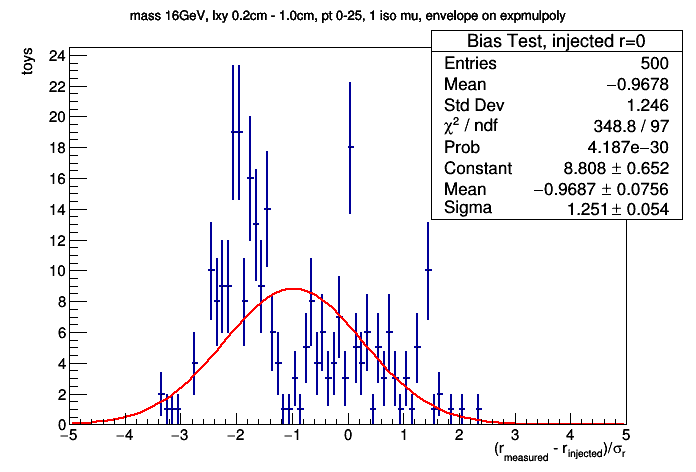 mass 16GeV, lxy 0.2cm - 1.0cm, pt 0-25, 1 iso mu, envelope on expmulpoly
Bias Test, injected r=0
Entries 500
Mean −0.9678
Std Dev 1.246
χ² / ndf 348.8 / 97
Prob 4.187e−30
Constant 8.808 ± 0.652
Mean −0.9687 ± 0.0756
Sigma 1.251 ± 0.054
toys
24
22
20
18
16
14
12
10
8
6
4
2
0
−5 −4 −3 −2 −1 0 1 2 3 4 5
(r_measured - r_injected)/σ_r